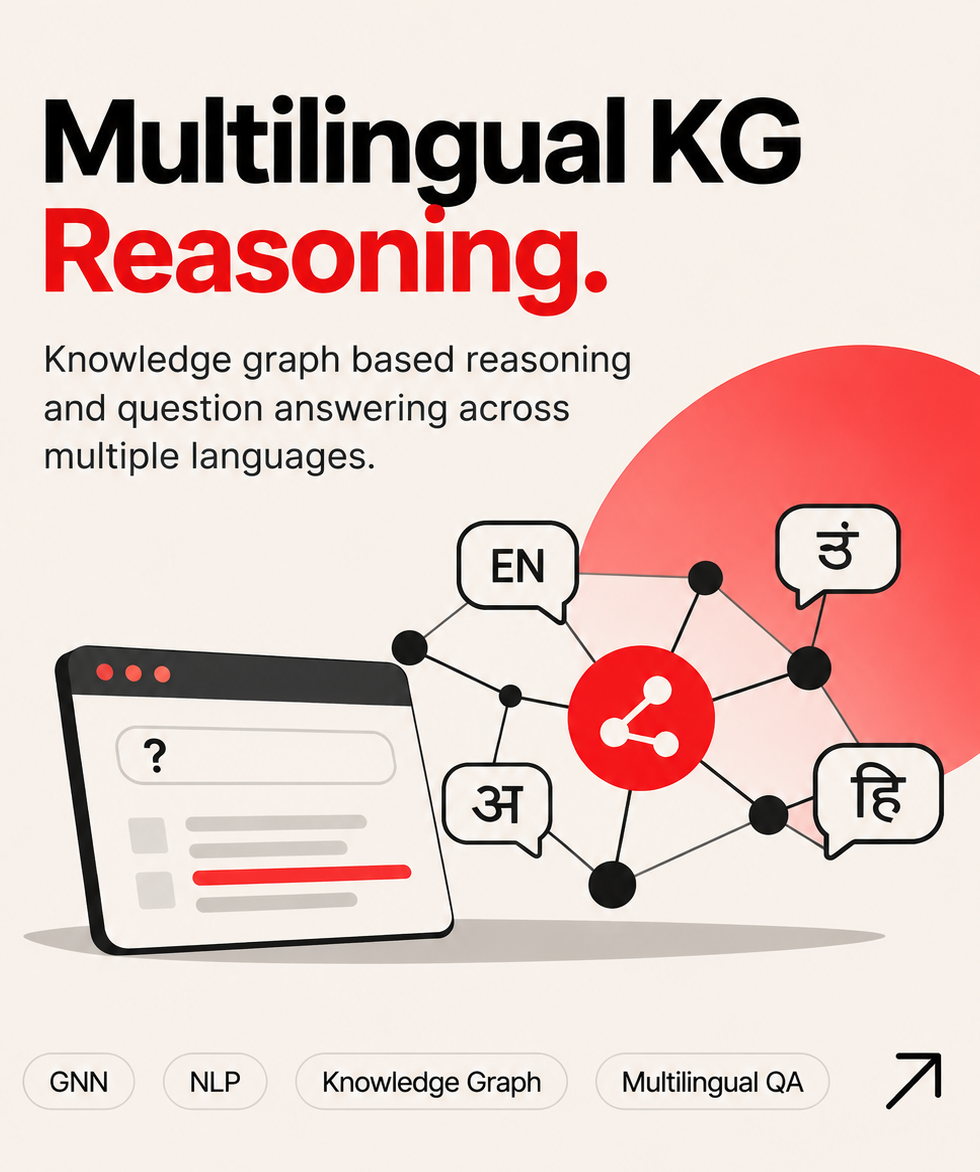 Multilingual KG
Reasoning.
Knowledge graph based reasoning
and question answering across
multiple languages.
EN
?
अ
हि
GNN
NLP
Knowledge Graph
Multilingual QA